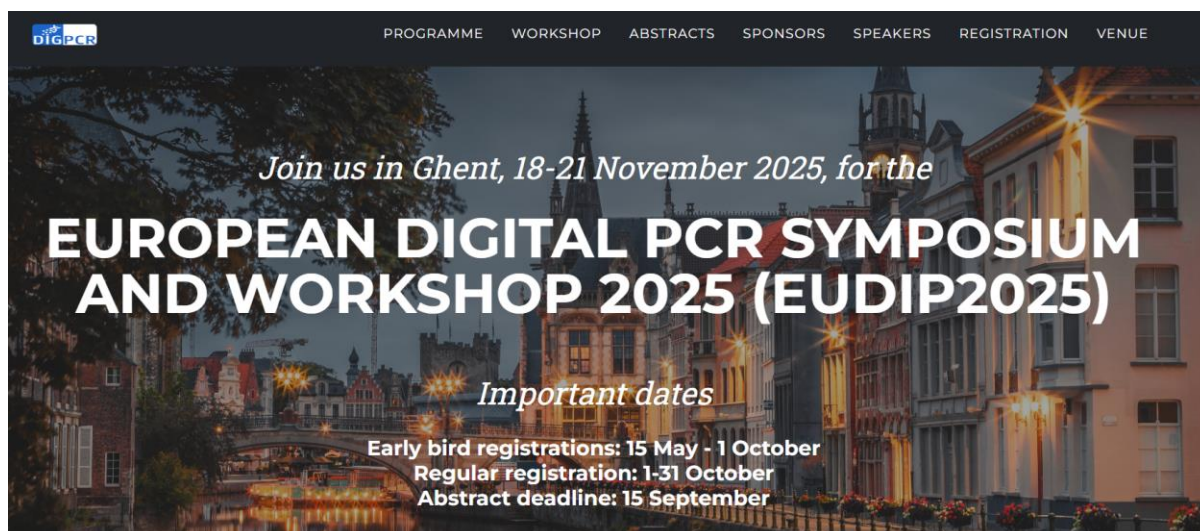 DIGPCR
PROGRAMME WORKSHOP ABSTRACTS SPONSORS SPEAKERS REGISTRATION VENUE
Join us in Ghent, 18-21 November 2025, for the
EUROPEAN DIGITAL PCR SYMPOSIUM
AND WORKSHOP 2025 (EUDIP2025)
Important dates
Early bird registrations: 15 May - 1 October
Regular registration: 1-31 October
Abstract deadline: 15 September